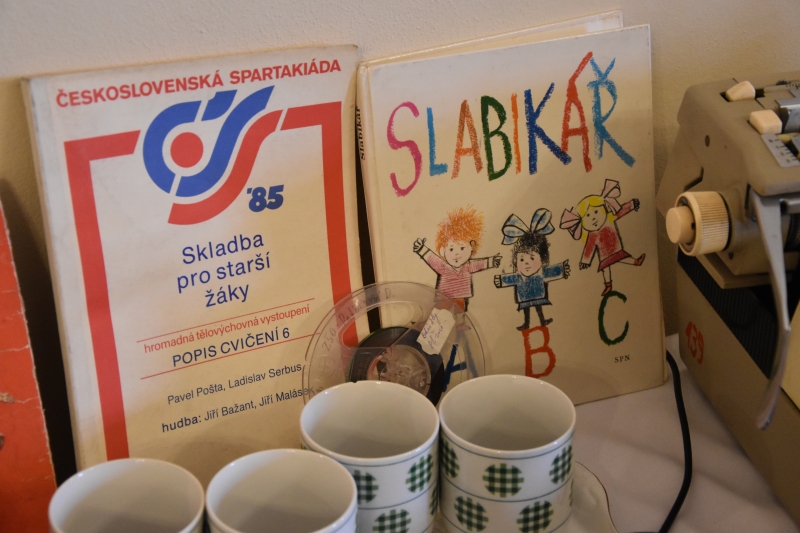 ČESKOSLOVENSKÁ SPARTAKIÁDA
ČS
'85
Skladba
pro starší
žáky
hromadná tělovýchovná vystoupení
POPIS CVIČENÍ 6
Pavel Pošta, Ladislav Serbus
hudba: Jiří Bažant, Jiří Malásek
Slabikář
SLABIKÁŘ
A B C
SPN